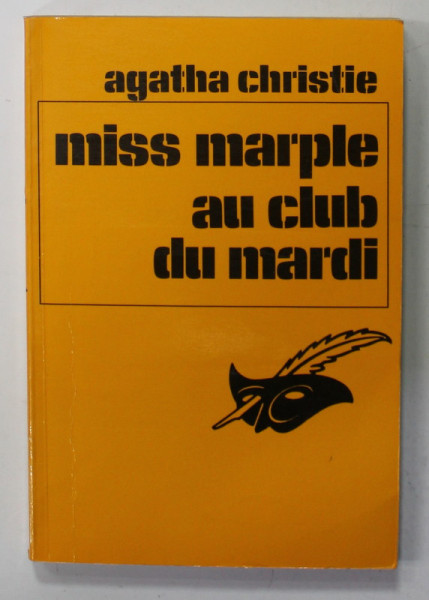 agatha christie
miss marple
au club
du mardi